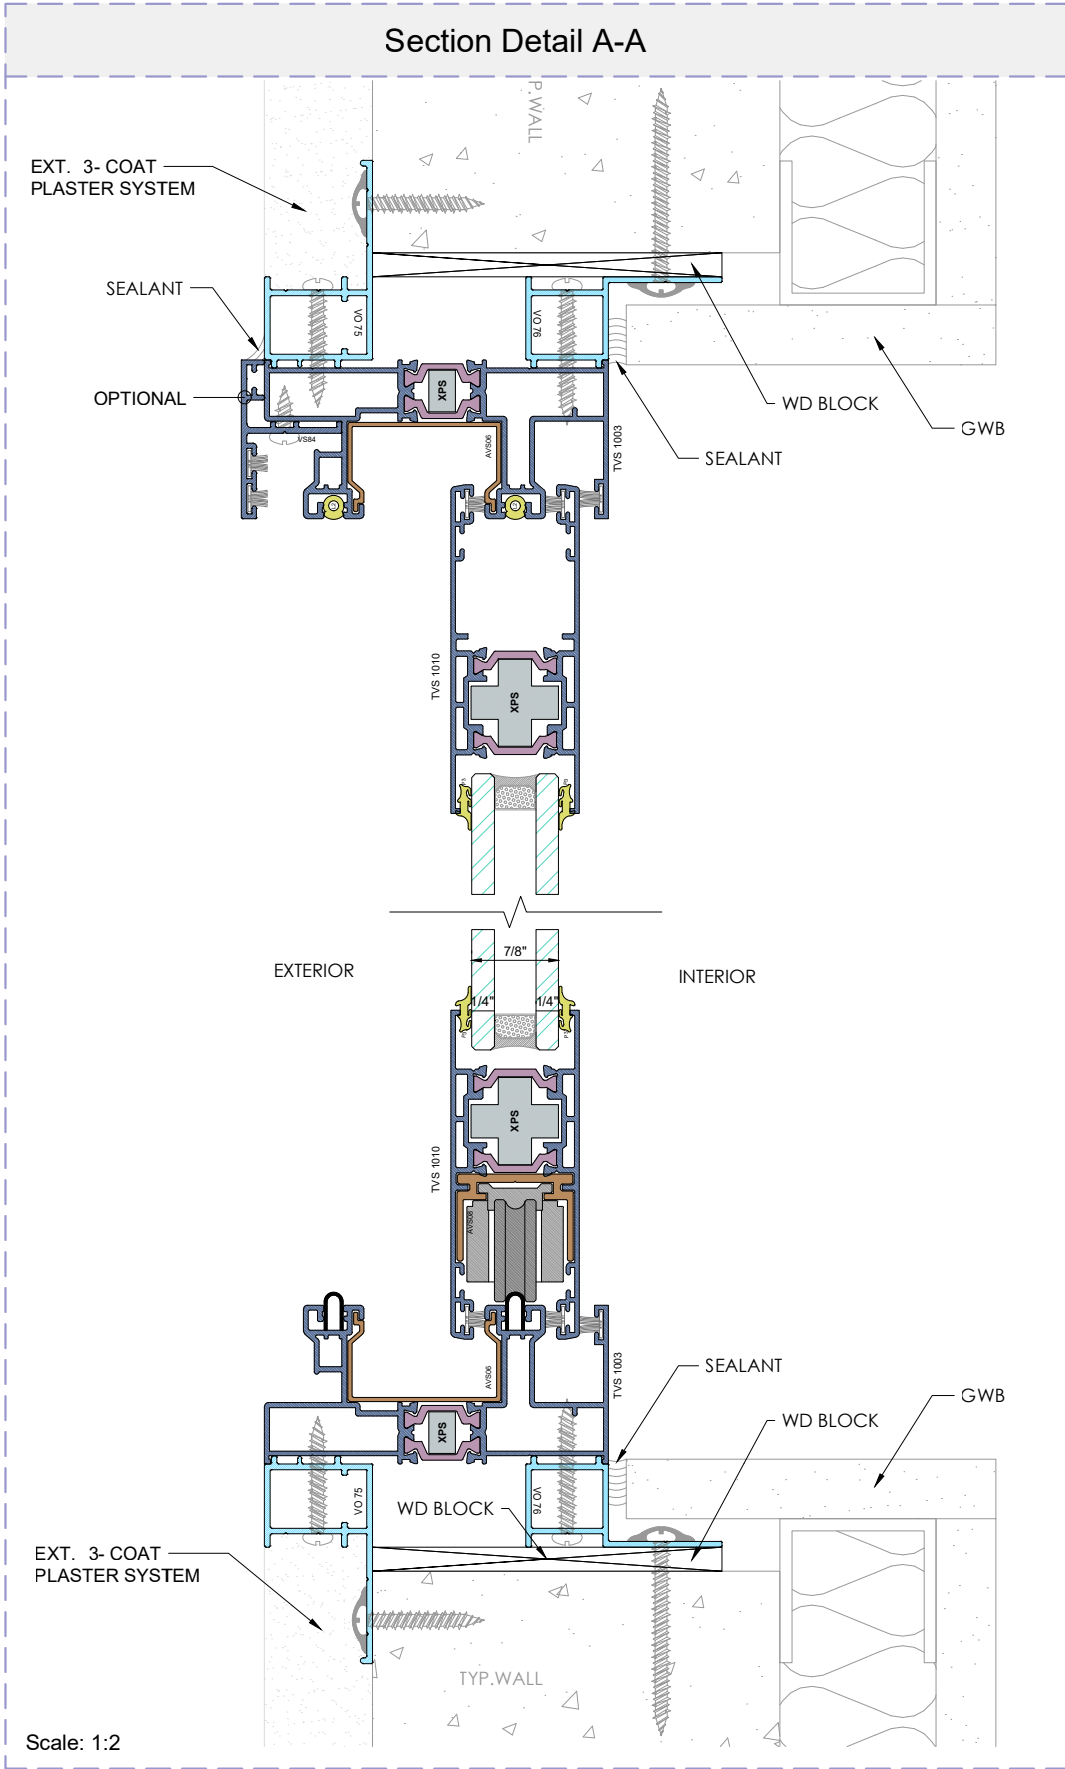 Section Detail A-A
P.WALL
EXT. 3- COAT
PLASTER SYSTEM
SEALANT
VO 75
VO 76
OPTIONAL
XPS
WD BLOCK
GWB
VS84
AVS06
TVS 1003
SEALANT
TVS 1010
XPS
P3
7/8"
EXTERIOR
INTERIOR
1/4"
1/4"
XPS
TVS 1010
AVS08
SEALANT
AVS06
TVS 1003
GWB
WD BLOCK
XPS
VO 75
VO 76
WD BLOCK
EXT. 3- COAT
PLASTER SYSTEM
TYP.WALL
Scale: 1:2